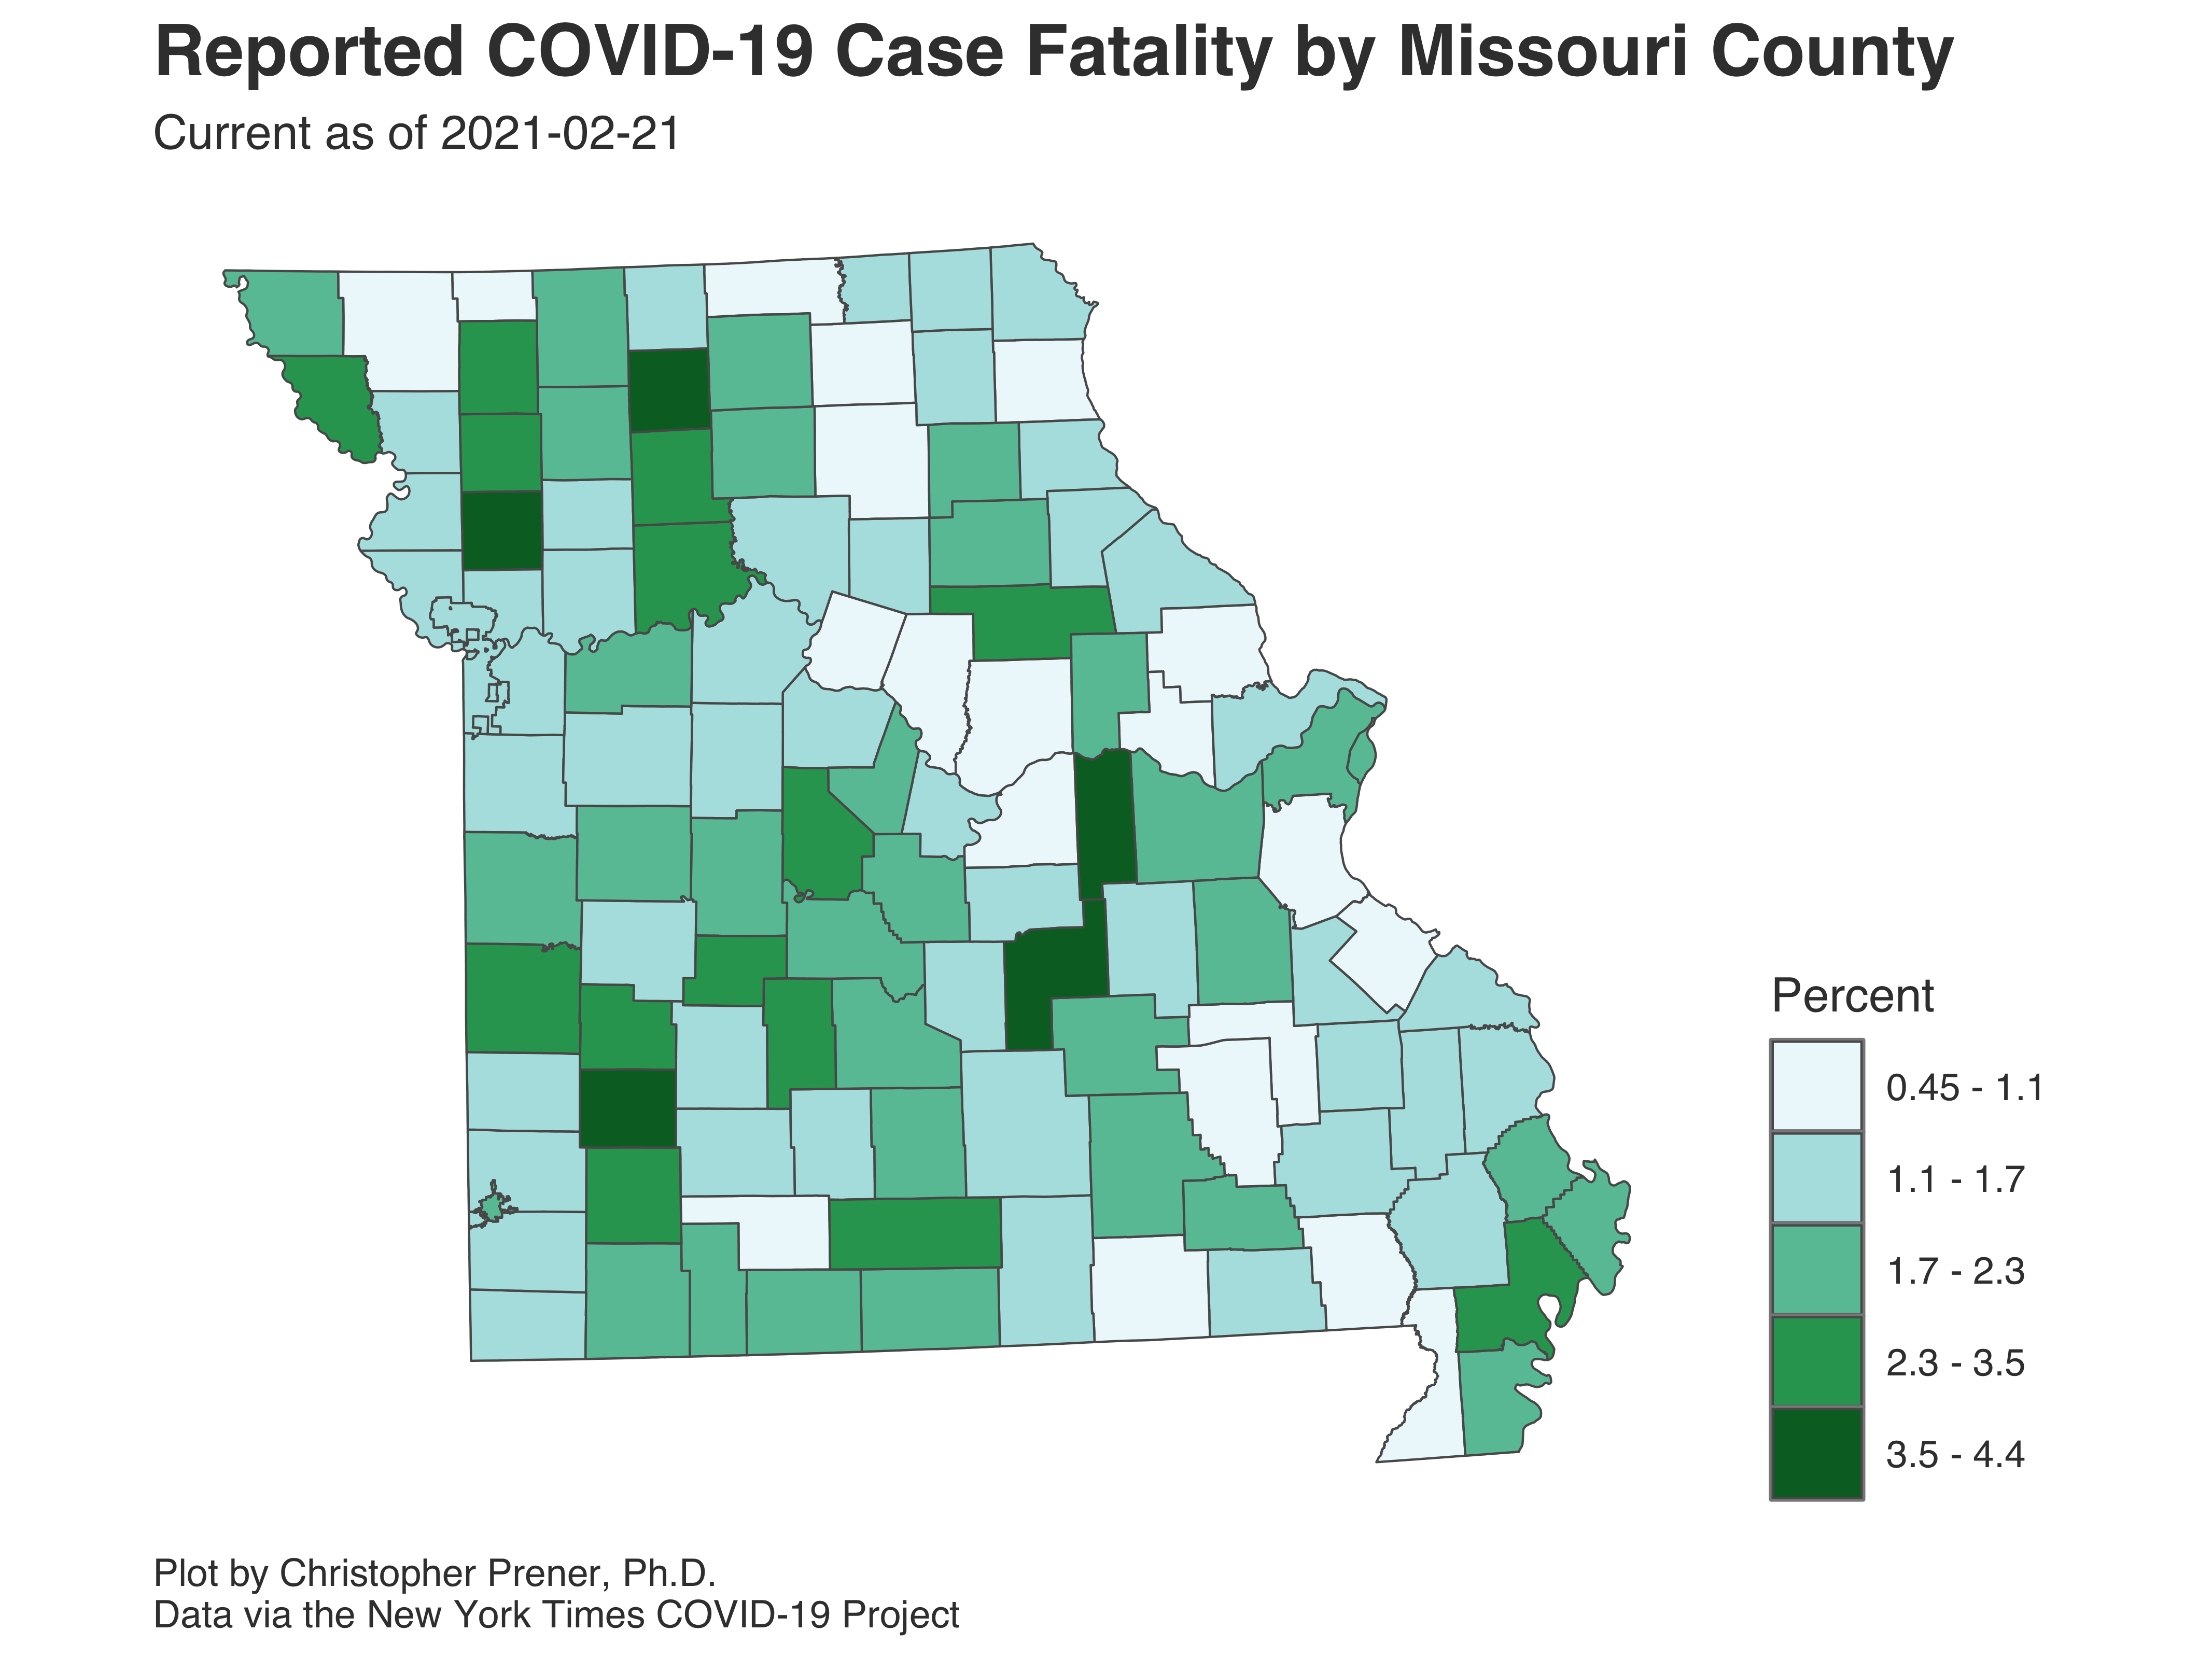 Reported COVID-19 Case Fatality by Missouri County
Current as of 2021-02-21
Percent
0.45 - 1.1
1.1 - 1.7
1.7 - 2.3
2.3 - 3.5
3.5 - 4.4
Plot by Christopher Prener, Ph.D.
Data via the New York Times COVID-19 Project